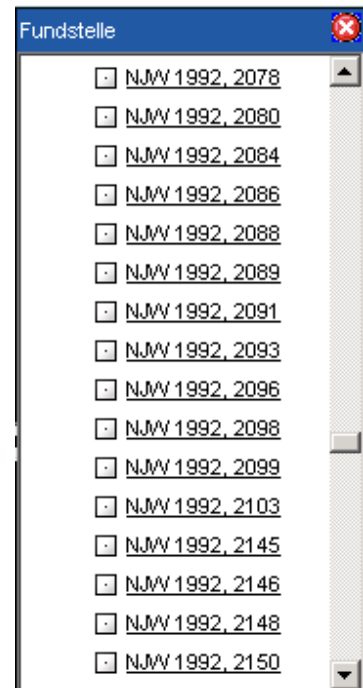 Fundstelle
NJW 1992, 2078
NJW 1992, 2080
NJW 1992, 2084
NJW 1992, 2086
NJW 1992, 2088
NJW 1992, 2089
NJW 1992, 2091
NJW 1992, 2093
NJW 1992, 2096
NJW 1992, 2098
NJW 1992, 2099
NJW 1992, 2103
NJW 1992, 2145
NJW 1992, 2146
NJW 1992, 2148
NJW 1992, 2150